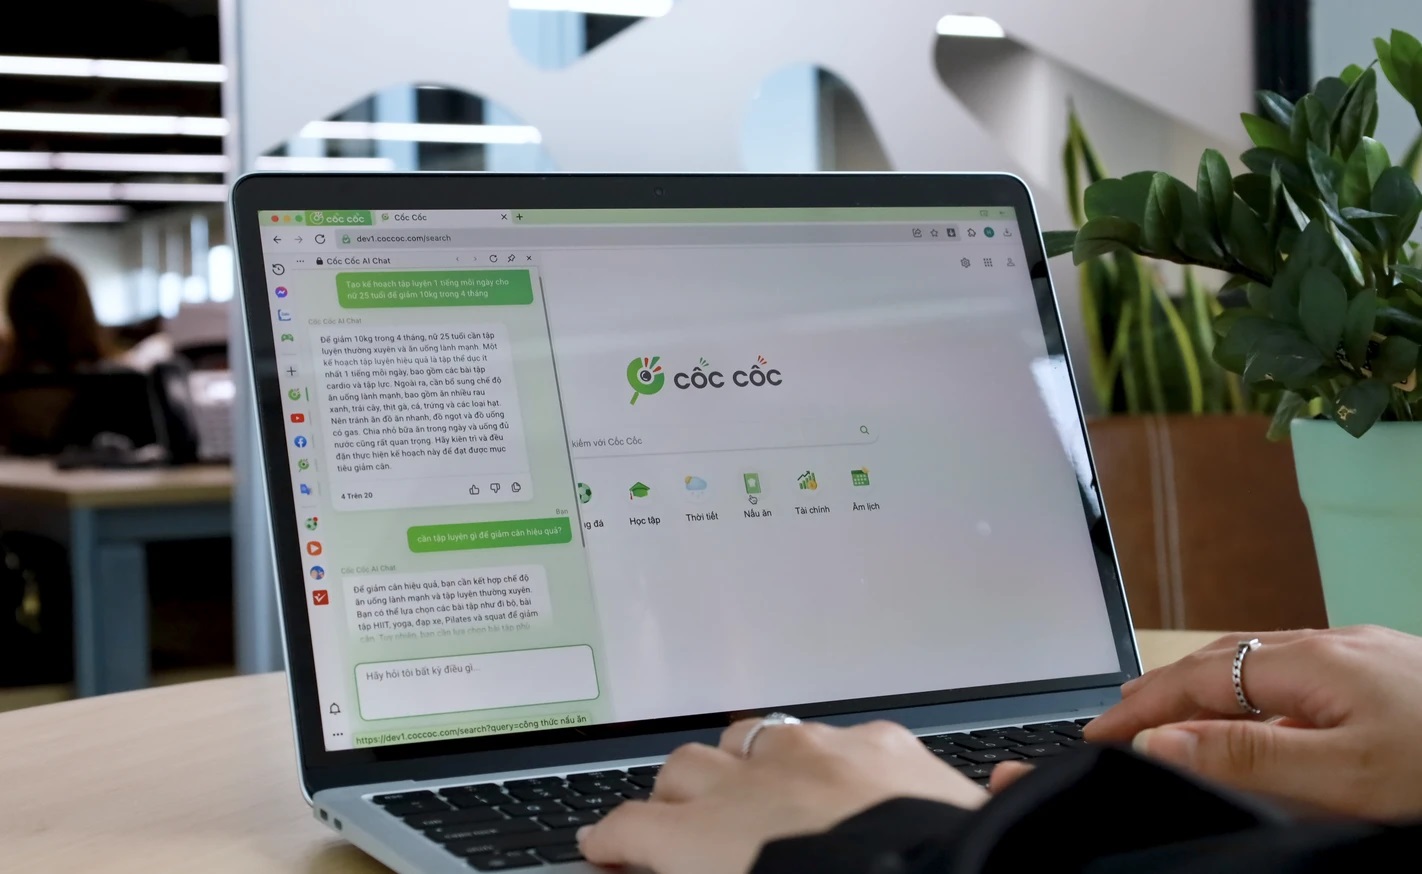 cốc cốc
Cốc Cốc
dev1.coccoc.com/search
Cốc Cốc AI Chat
Tạo kế hoạch tập luyện 1 tiếng mỗi ngày cho
nữ 25 tuổi để giảm 10kg trong 4 tháng
Cốc Cốc AI Chat
Để giảm 10kg trong 4 tháng, nữ 25 tuổi cần tập
luyện thường xuyên và ăn uống lành mạnh. Một
kế hoạch tập luyện hiệu quả là tập thể dục ít
nhất 1 tiếng mỗi ngày, bao gồm các bài tập
cardio và tập lực. Ngoài ra, cần bổ sung chế độ
ăn uống lành mạnh, bao gồm ăn nhiều rau
xanh, trái cây, thịt gà, cá, trứng và các loại hạt.
Nên tránh ăn đồ ăn nhanh, đồ ngọt và đồ uống
có gas. Chia nhỏ bữa ăn trong ngày và uống đủ
nước cũng rất quan trọng. Hãy kiên trì và đều
đặn thực hiện kế hoạch này để đạt được mục
tiêu giảm cân.
4 Trên 20
Bạn
cần tập luyện gì để giảm cân hiệu quả?
Cốc Cốc AI Chat
Để giảm cân hiệu quả, bạn cần kết hợp chế độ
ăn uống lành mạnh và tập luyện thường xuyên.
Bạn có thể lựa chọn các bài tập như đi bộ, bài
tập HIIT, yoga, đạp xe, Pilates và squat để giảm
cân. Tuy nhiên, bạn cần lựa chọn bài tập phù
Hãy hỏi tôi bất kỳ điều gì...
https://dev1.coccoc.com/search?query=công thức nấu ăn
cốc cốc
kiếm với Cốc Cốc
ng đá
Học tập
Thời tiết
Nấu ăn
Tài chính
Âm lịch